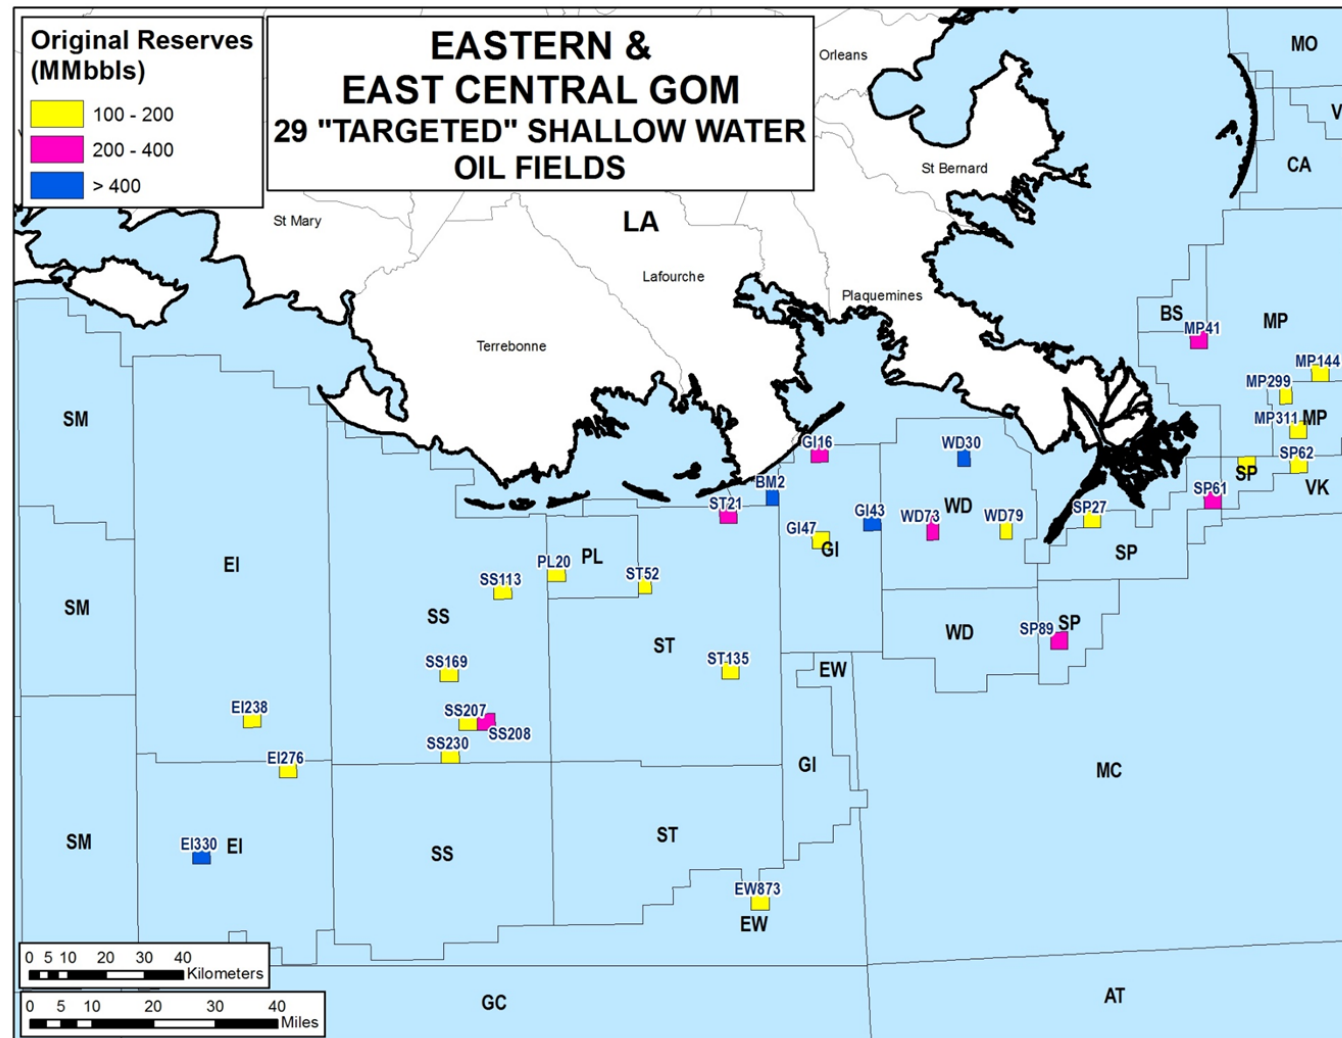 Original Reserves
(MMbbls)
100 - 200
200 - 400
> 400
EASTERN &
EAST CENTRAL GOM
29 "TARGETED" SHALLOW WATER
OIL FIELDS
Orleans
MO
V
St Bernard
CA
St Mary
LA
Lafourche
Plaquemines
BS
MP
MP41
Terrebonne
MP144
MP299
MP311
MP
SM
GI16
WD30
SP62
SP
BM2
SP61
VK
ST21
GI43
WD73
WD
WD79
SP27
GI47
GI
EI
PL20
PL
ST52
SP
SS113
SM
SS
ST
WD
SP89
SP
SS169
ST135
EW
EI238
SS207
SS208
SS230
EI276
GI
MC
SM
EI330
EI
SS
ST
EW873
EW
0 5 10 20 30 40
Kilometers
0 5 10 20 30 40
Miles
GC
AT